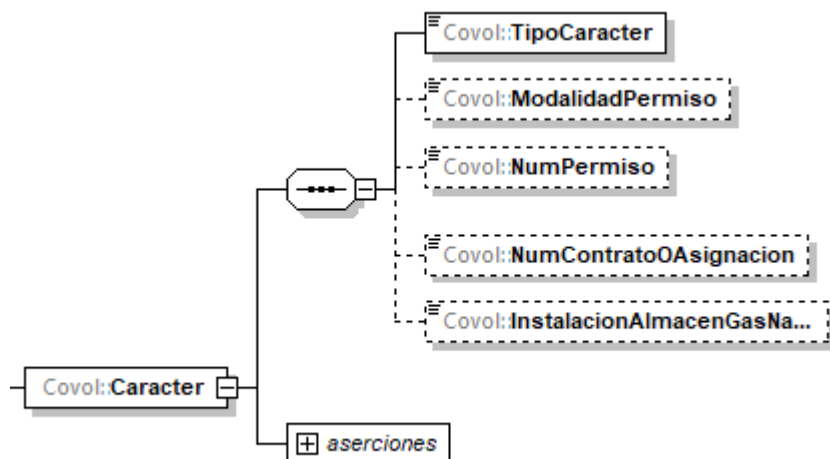 Covol::TipoCaracter
Covol::ModalidadPermiso
Covol::NumPermiso
Covol::NumContratoOAsignacion
Covol::InstalacionAlmacenGasNa...
Covol::Caracter
aserciones